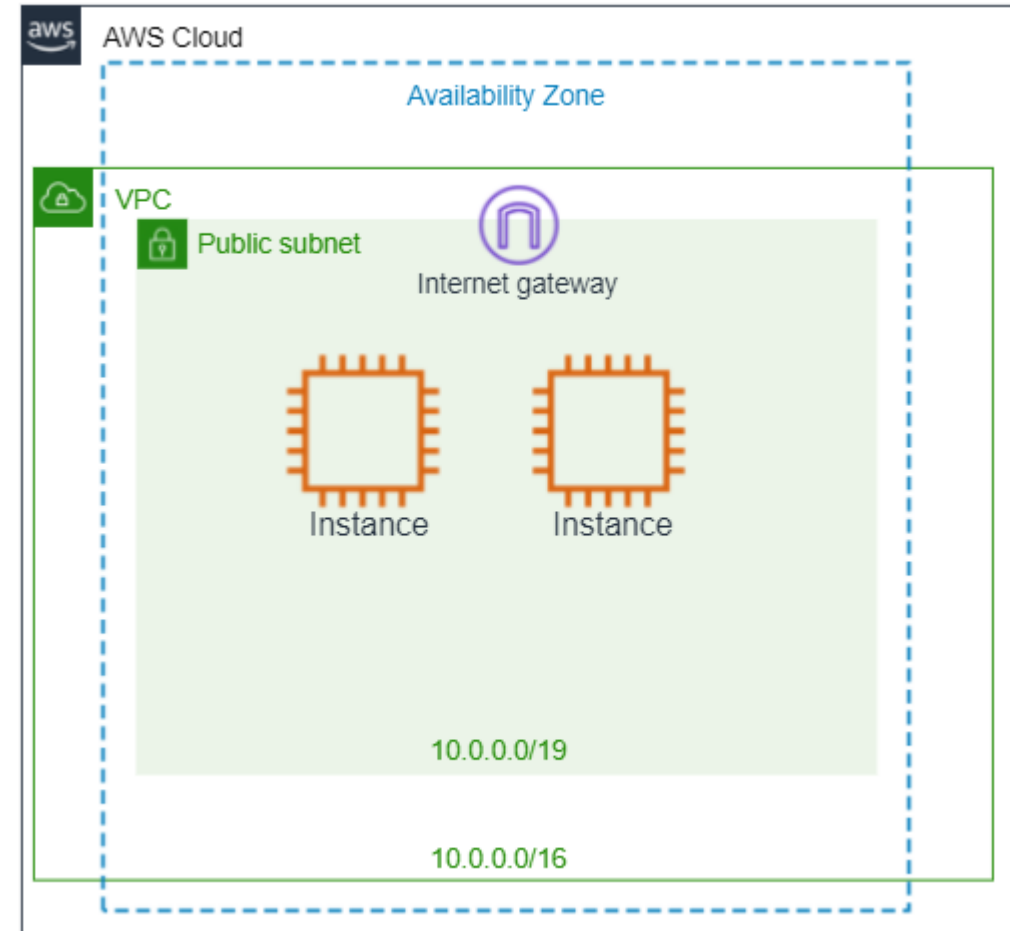 aws
AWS Cloud
Availability Zone
VPC
Public subnet
Internet gateway
Instance
Instance
10.0.0.0/19
10.0.0.0/16